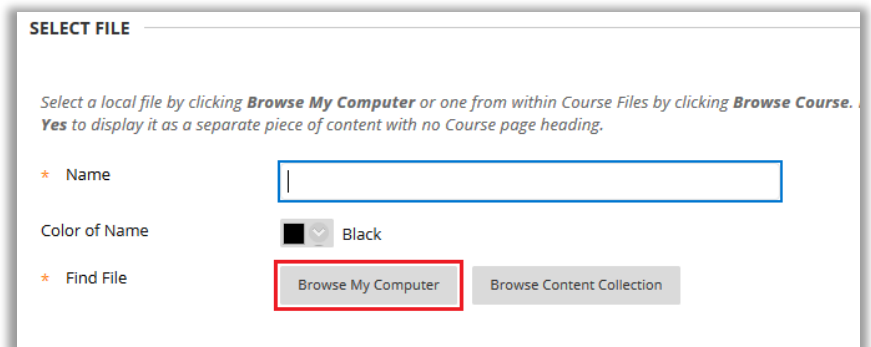 SELECT FILE
Select a local file by clicking Browse My Computer or one from within Course Files by clicking Browse Course.
Yes to display it as a separate piece of content with no Course page heading.
* Name
Color of Name
Black
* Find File
Browse My Computer
Browse Content Collection